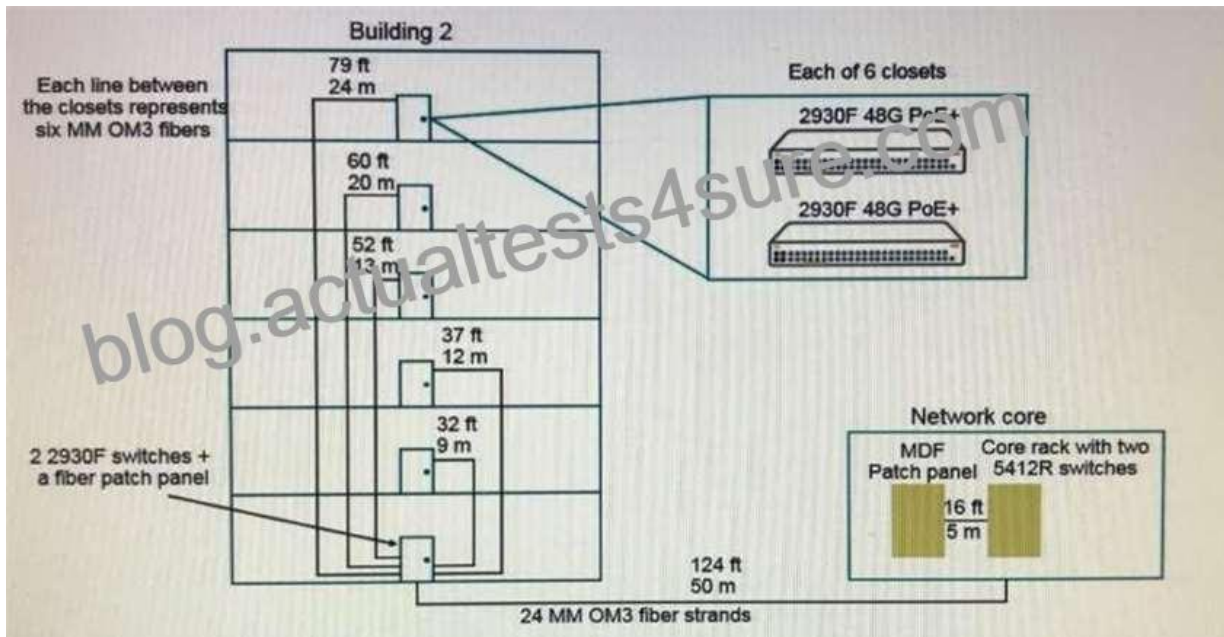 Building 2
Each line between
the closets represents
six MM OM3 fibers
79 ft
24 m
Each of 6 closets
2930F 48G PoE+
2930F 48G PoE+
60 ft
20 m
52 ft
13 m
37 ft
12 m
32 ft
9 m
2 2930F switches +
a fiber patch panel
Network core
MDF
Patch panel
Core rack with two
5412R switches
16 ft
5 m
124 ft
50 m
24 MM OM3 fiber strands
blog.actualtests4sure.com